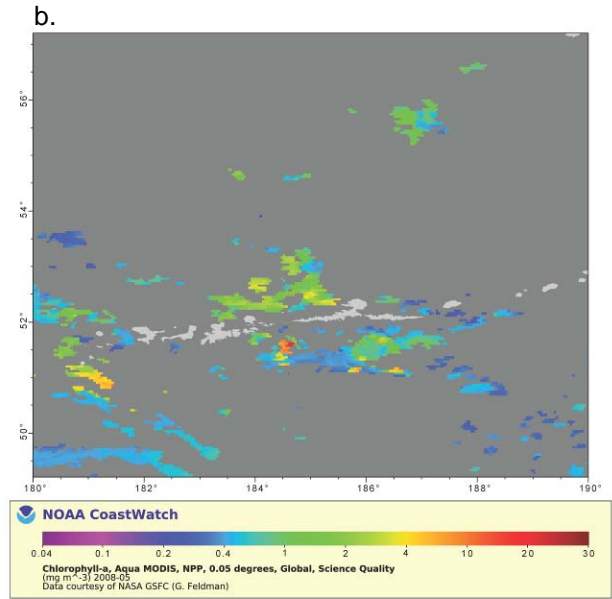 b.
56°
54°
52°
50°
180° 182° 184° 186° 188° 190°
NOAA CoastWatch
0.04 0.1 0.2 0.4 1 2 4 10 20 30
Chlorophyll-a, Aqua MODIS, NPP, 0.05 degrees, Global, Science Quality
(mg m^-3) 2008-05
Data courtesy of NASA GSFC (G. Feldman)